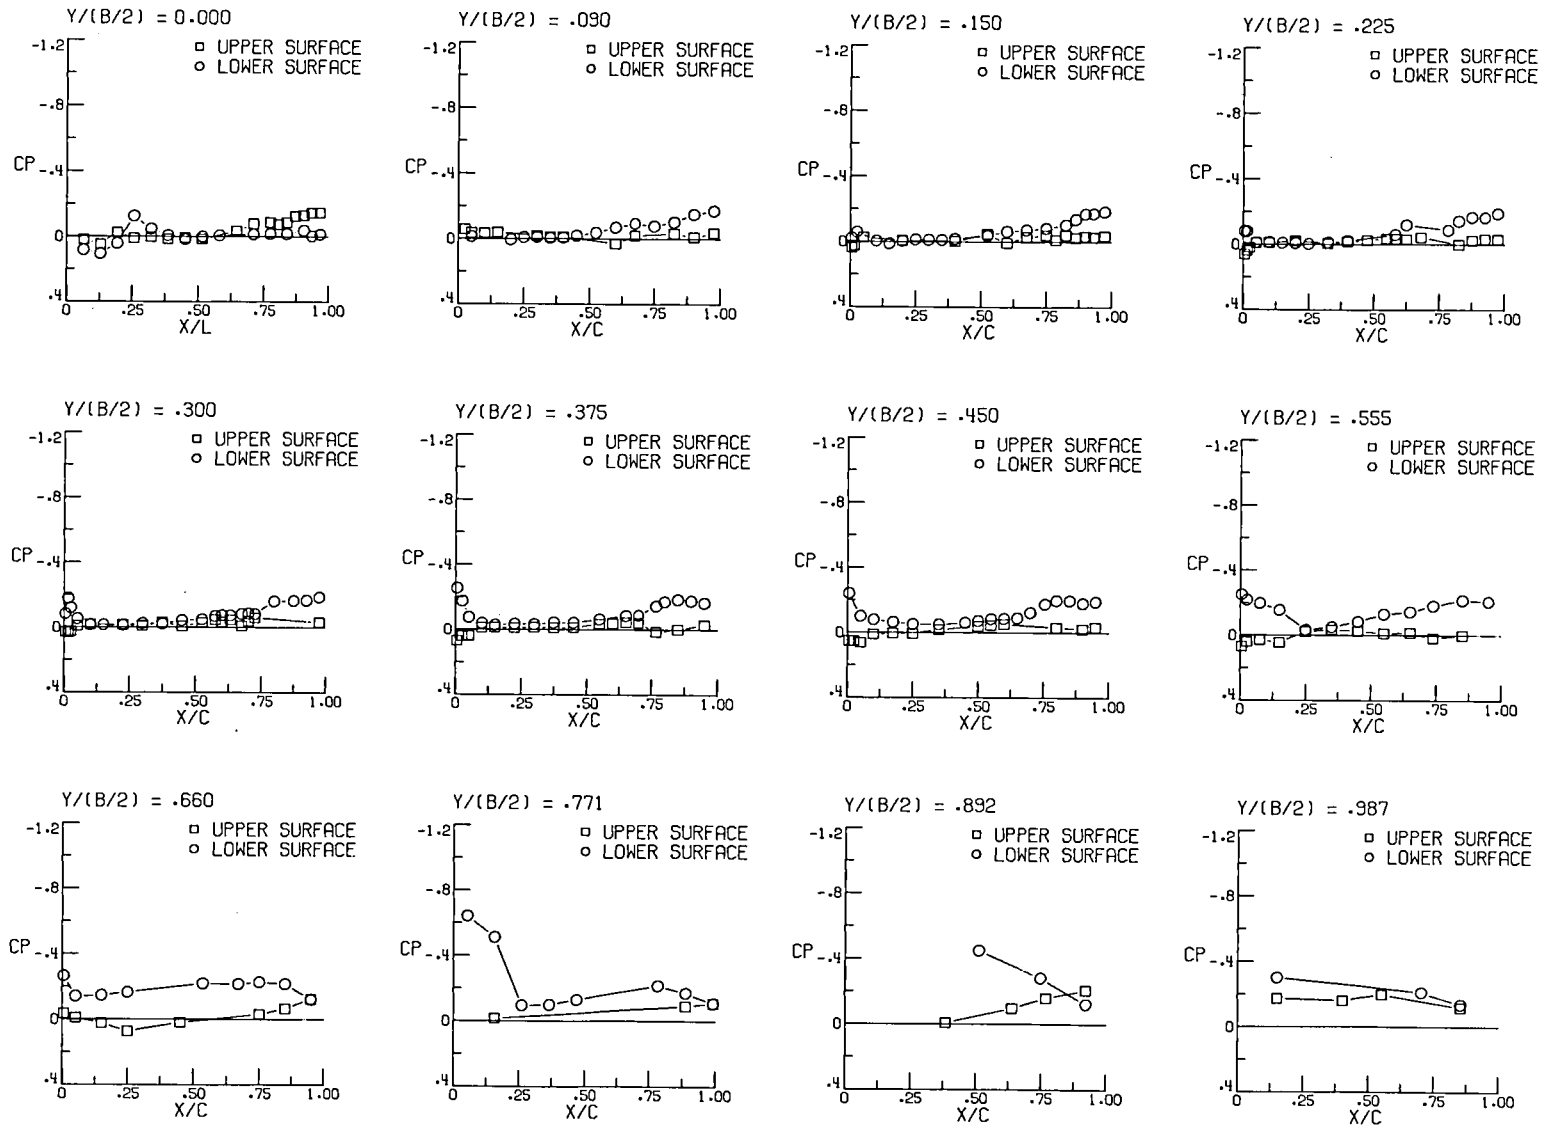 Y/(B/2) = 0.000
□ UPPER SURFACE
○ LOWER SURFACE
-1.2
-.8
CP -.4
0
.4
0 .25 .50 .75 1.00
X/L
Y/(B/2) = .090
□ UPPER SURFACE
○ LOWER SURFACE
-1.2
-.8
CP -.4
0
.4
0 .25 .50 .75 1.00
X/C
Y/(B/2) = .150
□ UPPER SURFACE
○ LOWER SURFACE
-1.2
-.8
CP -.4
0
.4
0 .25 .50 .75 1.00
X/C
Y/(B/2) = .225
□ UPPER SURFACE
○ LOWER SURFACE
-1.2
-.8
CP -.4
0
.4
0 .25 .50 .75 1.00
X/C
Y/(B/2) = .300
□ UPPER SURFACE
○ LOWER SURFACE
-1.2
-.8
CP -.4
0
.4
0 .25 .50 .75 1.00
X/C
Y/(B/2) = .375
□ UPPER SURFACE
○ LOWER SURFACE
-1.2
-.8
CP -.4
0
.4
0 .25 .50 .75 1.00
X/C
Y/(B/2) = .450
□ UPPER SURFACE
○ LOWER SURFACE
-1.2
-.8
CP -.4
0
.4
0 .25 .50 .75 1.00
X/C
Y/(B/2) = .555
□ UPPER SURFACE
○ LOWER SURFACE
-1.2
-.8
CP -.4
0
.4
0 .25 .50 .75 1.00
X/C
Y/(B/2) = .660
□ UPPER SURFACE
○ LOWER SURFACE
-1.2
-.8
CP -.4
0
.4
0 .25 .50 .75 1.00
X/C
Y/(B/2) = .771
□ UPPER SURFACE
○ LOWER SURFACE
-1.2
-.8
CP -.4
0
.4
0 .25 .50 .75 1.00
X/C
Y/(B/2) = .892
□ UPPER SURFACE
○ LOWER SURFACE
-1.2
-.8
CP -.4
0
.4
0 .25 .50 .75 1.00
X/C
Y/(B/2) = .987
□ UPPER SURFACE
○ LOWER SURFACE
-1.2
-.8
CP -.4
0
.4
0 .25 .50 .75 1.00
X/C